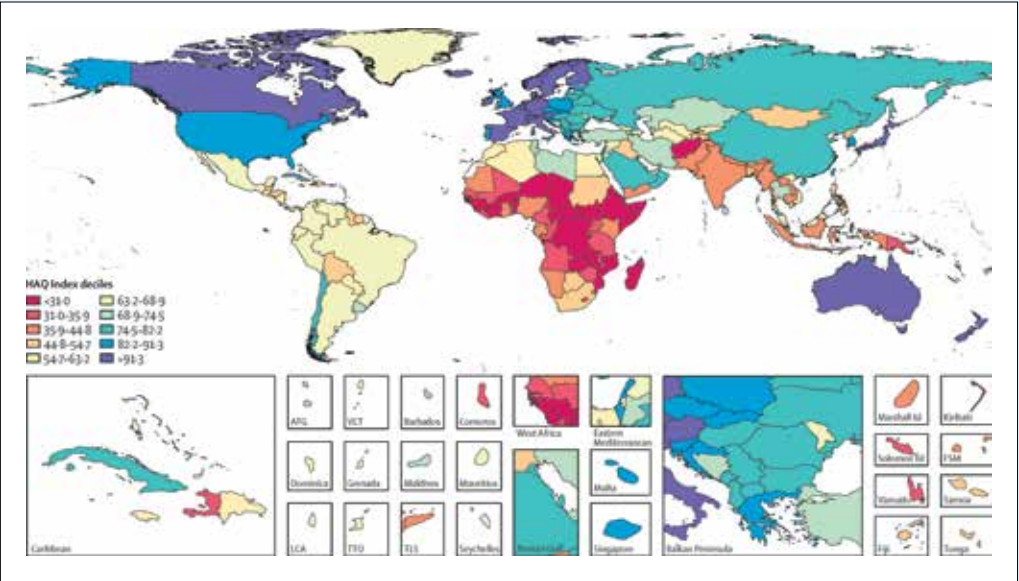 HAQ Index deciles
<31·0
31·0–35·9
35·9–44·8
44·8–54·7
54·7–63·2
63·2–68·9
68·9–74·5
74·5–82·2
82·2–91·3
>91·3
Caribbean
ATG
VCT
Barbados
Comoros
West Africa
Eastern
Mediterranean
Dominica
Grenada
Maldives
Mauritius
Malta
LCA
TTO
TLS
Seychelles
Singapore
Balkan Peninsula
Marshall Isl
Kiribati
Solomon Isl
FSM
Vanuatu
Samoa
Fiji
Tonga